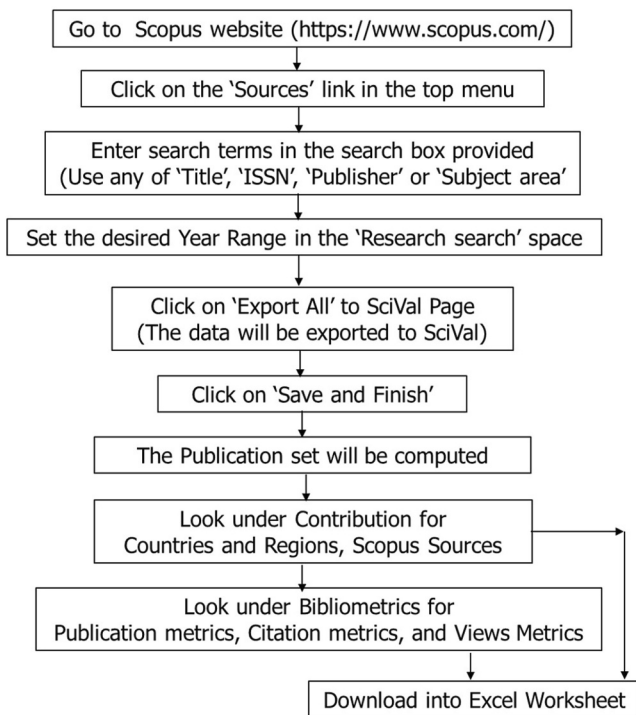 Go to Scopus website (https://www.scopus.com/)
Click on the ‘Sources’ link in the top menu
Enter search terms in the search box provided
(Use any of ‘Title’, ‘ISSN’, ‘Publisher’ or ‘Subject area’
Set the desired Year Range in the ‘Research search’ space
Click on ‘Export All’ to SciVal Page
(The data will be exported to SciVal)
Click on ‘Save and Finish’
The Publication set will be computed
Look under Contribution for
Countries and Regions, Scopus Sources
Look under Bibliometrics for
Publication metrics, Citation metrics, and Views Metrics
Download into Excel Worksheet